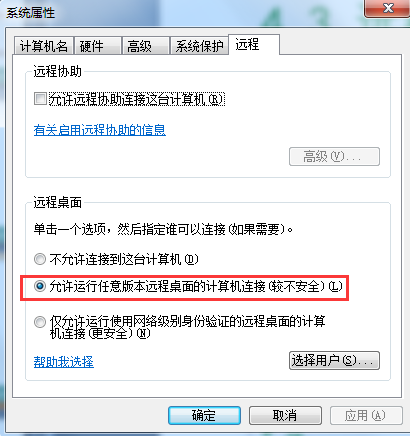 系统属性
计算机名 硬件 高级 系统保护 远程
远程协助
允许远程协助连接这台计算机(R)
有关启用远程协助的信息
高级(V)...
远程桌面
单击一个选项，然后指定谁可以连接(如果需要)。
不允许连接到这台计算机(D)
允许运行任意版本远程桌面的计算机连接(较不安全)(L)
仅允许运行使用网络级别身份验证的远程桌面的计算
机连接(更安全)(N)
帮助我选择 选择用户(S)...
确定 取消 应用(A)